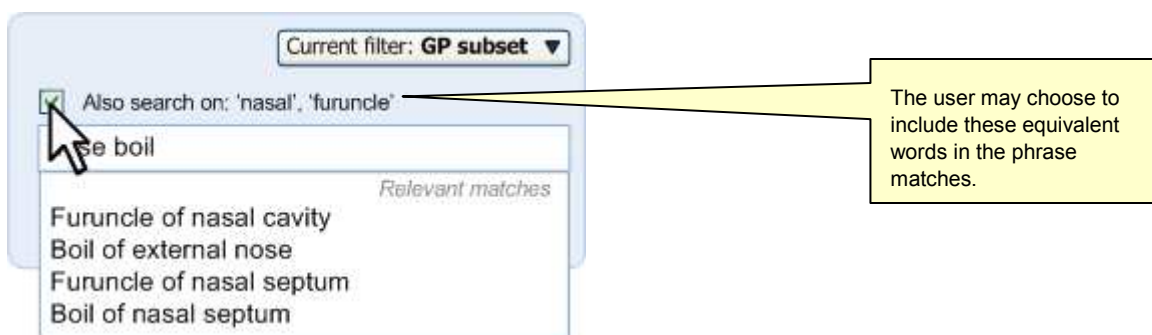 Current filter: GP subset ▼
Also search on: 'nasal', 'furuncle'
se boil
Relevant matches
Furuncle of nasal cavity
Boil of external nose
Furuncle of nasal septum
Boil of nasal septum
The user may choose to
include these equivalent
words in the phrase
matches.